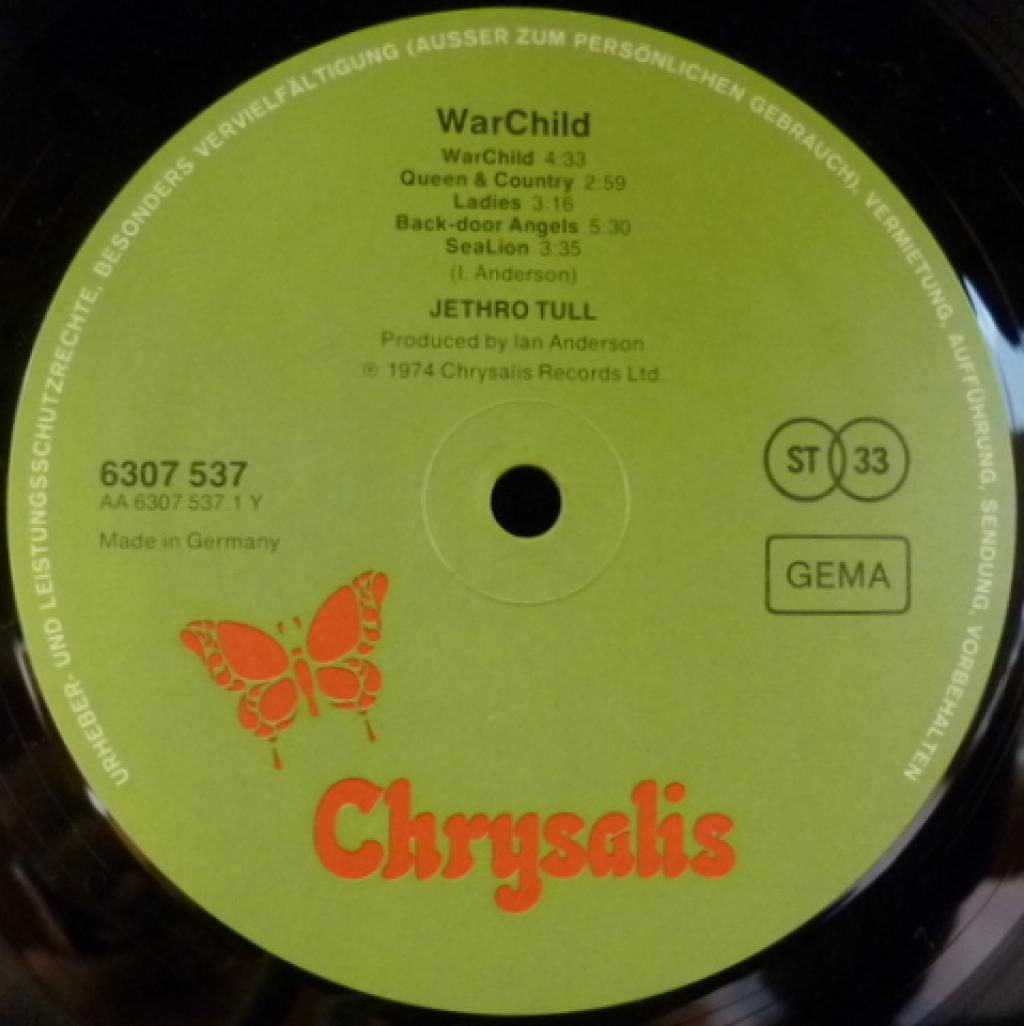 URHEBER- UND LEISTUNGSSCHUTZRECHTE, BESONDERS VERVIELFÄLTIGUNG (AUSSER ZUM PERSÖNLICHEN GEBRAUCH), VERMIETUNG, AUFFÜHRUNG, SENDUNG, VORBEHALTEN
WarChild
WarChild 4:33
Queen & Country 2:59
Ladies 3:16
Back-door Angels 5:30
SeaLion 3:35
(I. Anderson)
JETHRO TULL
Produced by Ian Anderson
℗ 1974 Chrysalis Records Ltd.
6307 537
AA 6307 537.1 Y
Made in Germany
ST 33
GEMA
Chrysalis